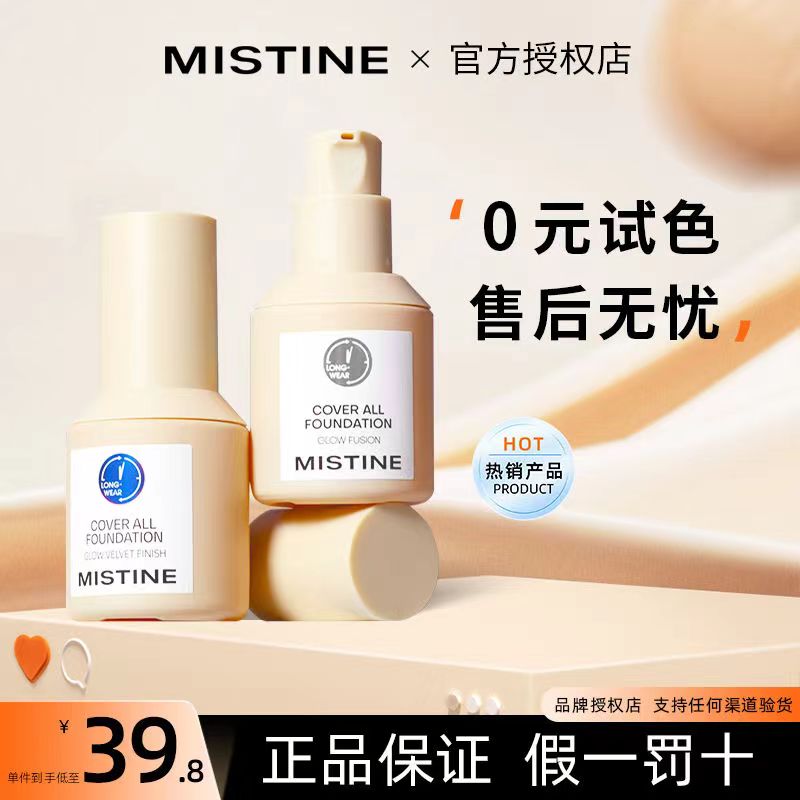 MISTINE × 官方授权店
‘0元试色
售后无忧’
LONG-
WEAR
COVER ALL
FOUNDATION
GLOW FUSION
MISTINE
HOT
热销产品
PRODUCT
LONG-
WEAR
COVER ALL
FOUNDATION
GLOW VELVET FINISH
MISTINE
品牌授权店 支持任何渠道验货
单件到手低至 ¥39.8
正品保证 假一罚十